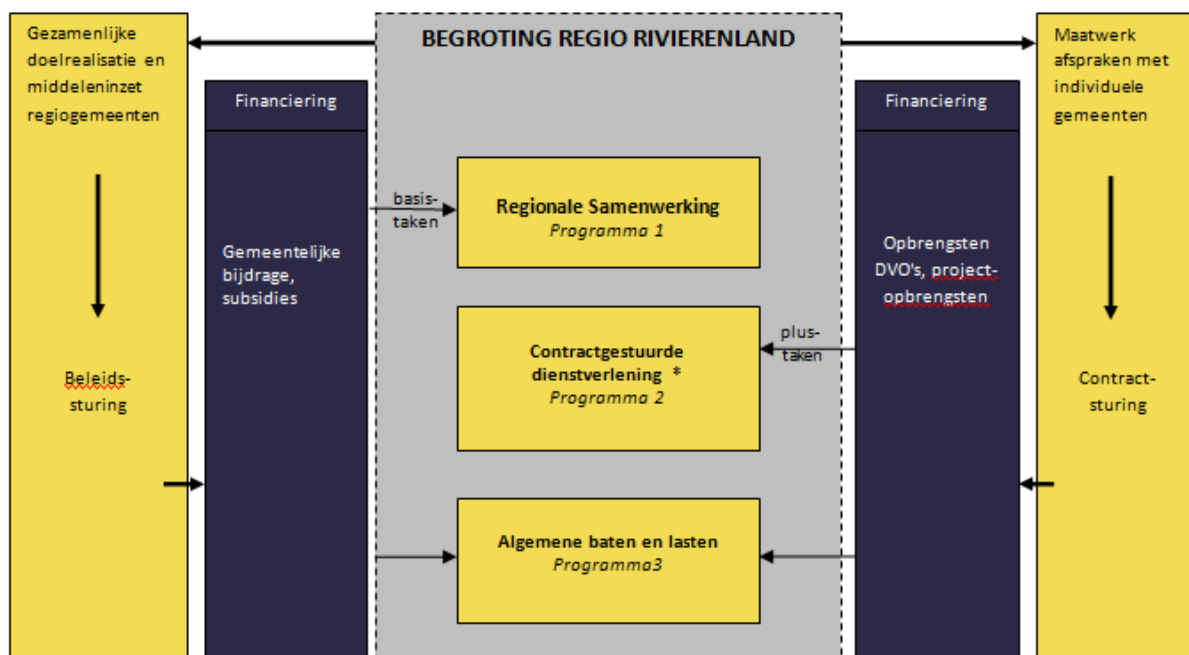 Gezamenlijke
doelrealisatie en
middeleninzet
regiogemeenten
Beleids-
sturing
Financiering
Gemeentelijke
bijdrage,
subsidies
BEGROTING REGIO RIVIERENLAND
basis-
taken
Regionale Samenwerking
Programma 1
Contractgestuurde
dienstverlening *
Programma 2
plus-
taken
Algemene baten en lasten
Programma3
Financiering
Opbrengsten
DVO's, project-
opbrengsten
Maatwerk
afspraken met
individuele
gemeenten
Contract-
sturing